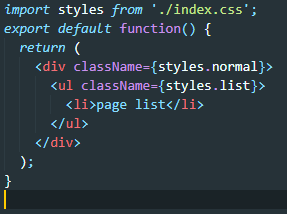 import styles from './index.css';
export default function() {
  return (
    <div className={styles.normal}>
      <ul className={styles.list}>
        <li>page list</li>
      </ul>
    </div>
  );
}